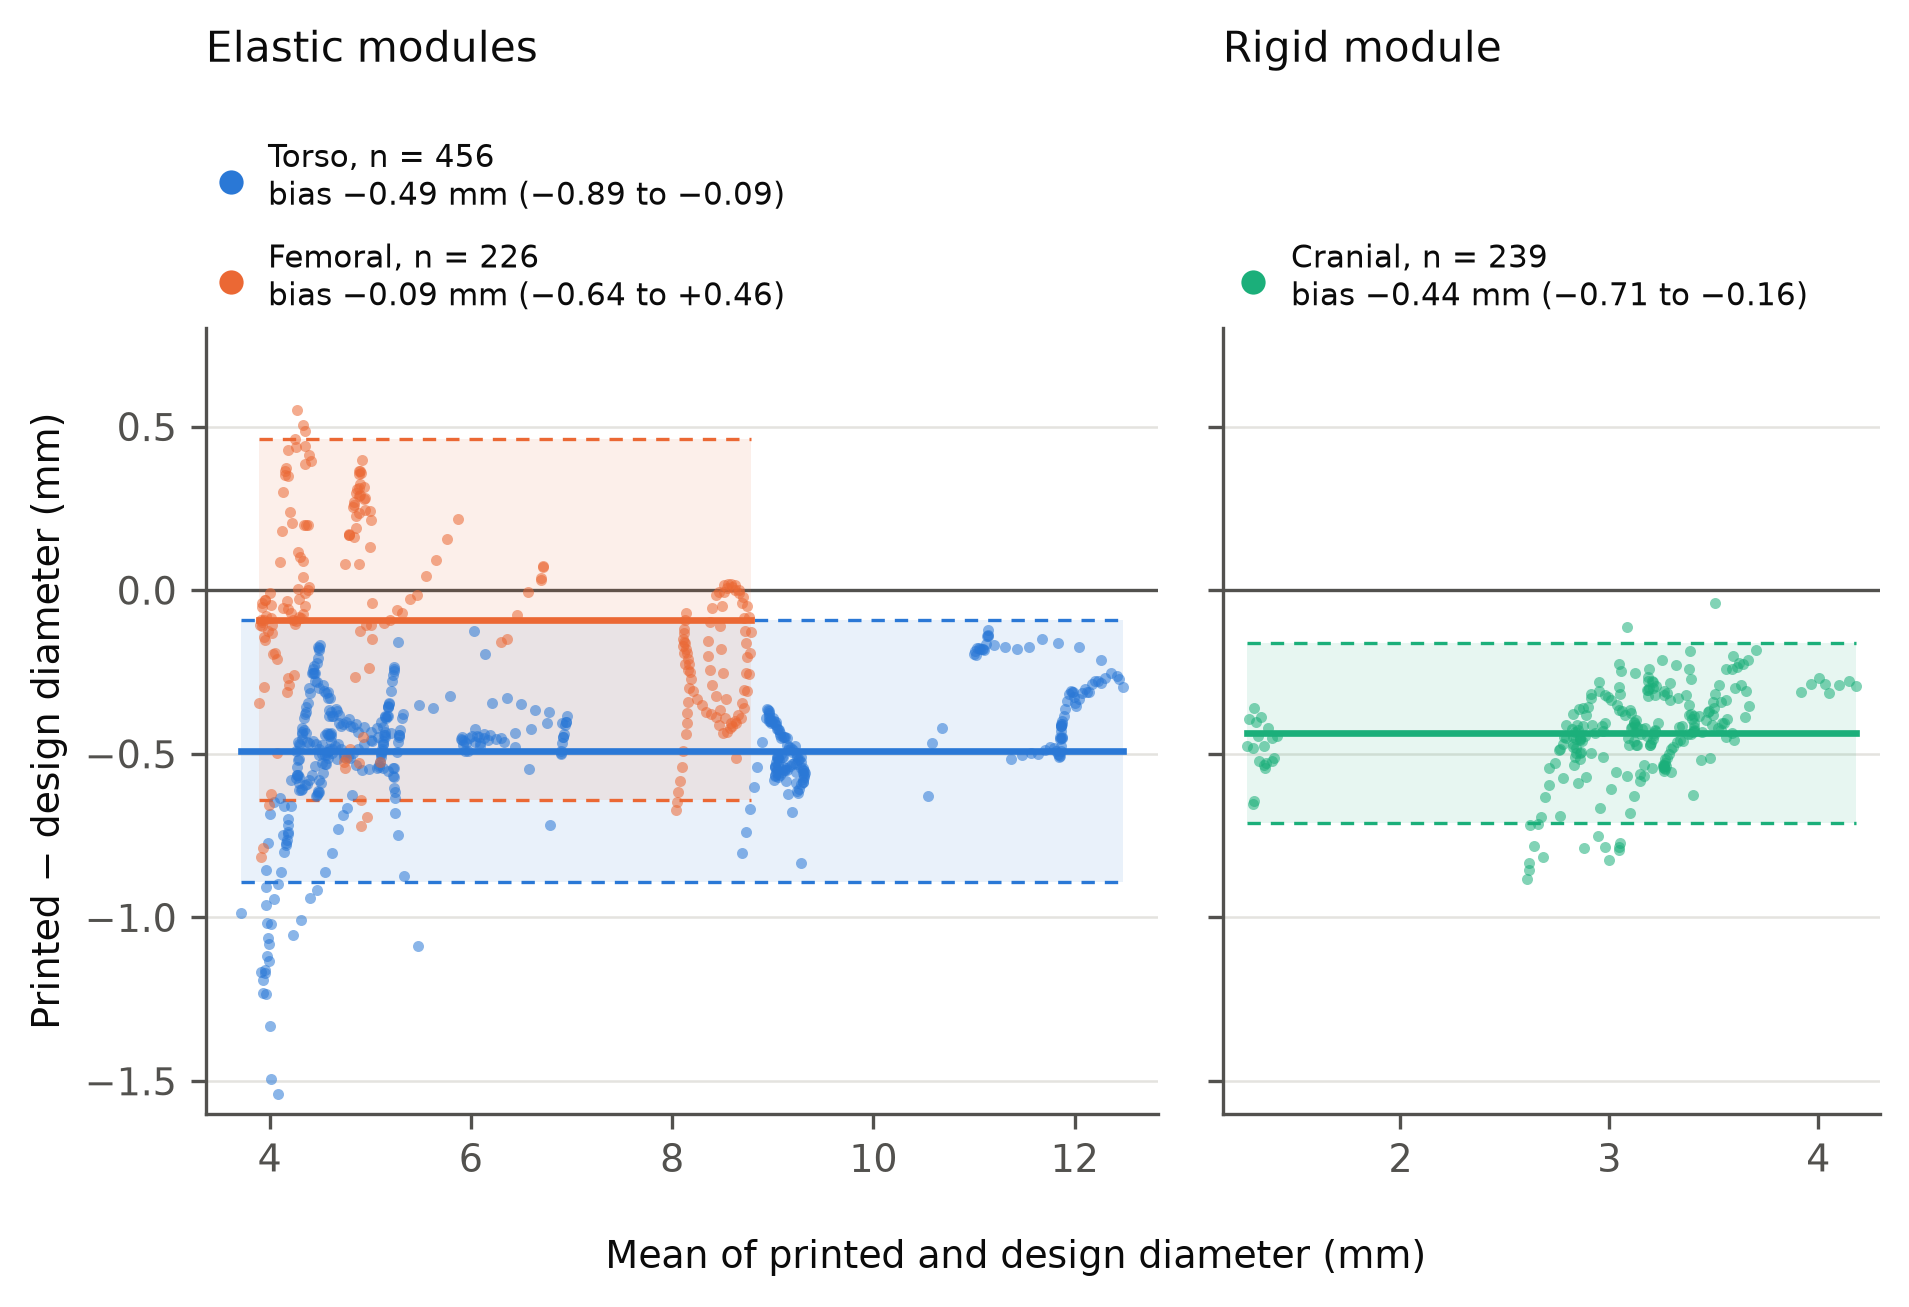 Elastic modules
Rigid module
Torso, n = 456
bias −0.49 mm (−0.89 to −0.09)
Femoral, n = 226
bias −0.09 mm (−0.64 to +0.46)
Cranial, n = 239
bias −0.44 mm (−0.71 to −0.16)
Printed − design diameter (mm)
0.5
0.0
−0.5
−1.0
−1.5
4 6 8 10 12
2 3 4
Mean of printed and design diameter (mm)